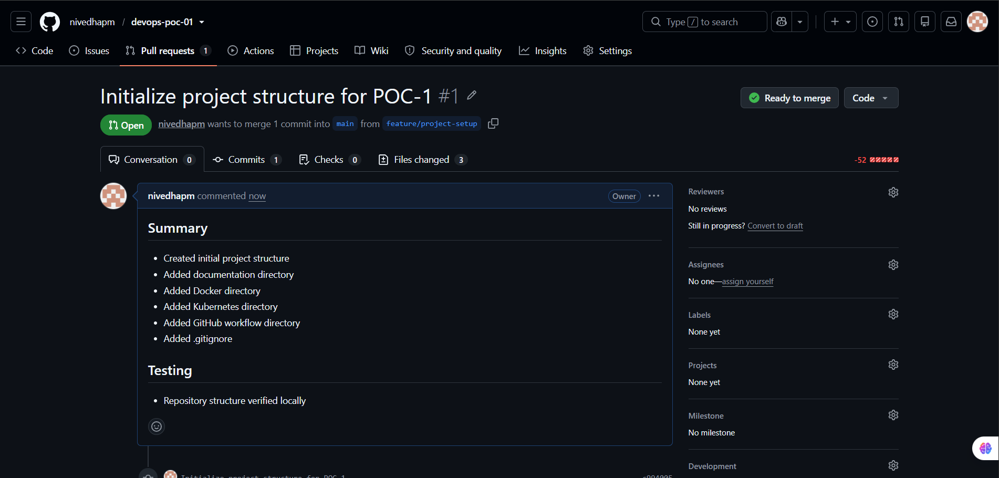 nivedhapm / devops-poc-01
Type / to search
Code
Issues
Pull requests 1
Actions
Projects
Wiki
Security and quality
Insights
Settings
Initialize project structure for POC-1 #1
Ready to merge
Code
Open
nivedhapm wants to merge 1 commit into main from feature/project-setup
Conversation 0
Commits 1
Checks 0
Files changed 3
-52
nivedhapm commented now
Owner
Summary
Created initial project structure
Added documentation directory
Added Docker directory
Added Kubernetes directory
Added GitHub workflow directory
Added .gitignore
Testing
Repository structure verified locally
Initialize project structure for POC-1
Reviewers
No reviews
Still in progress? Convert to draft
Assignees
No one—assign yourself
Labels
None yet
Projects
None yet
Milestone
No milestone
Development